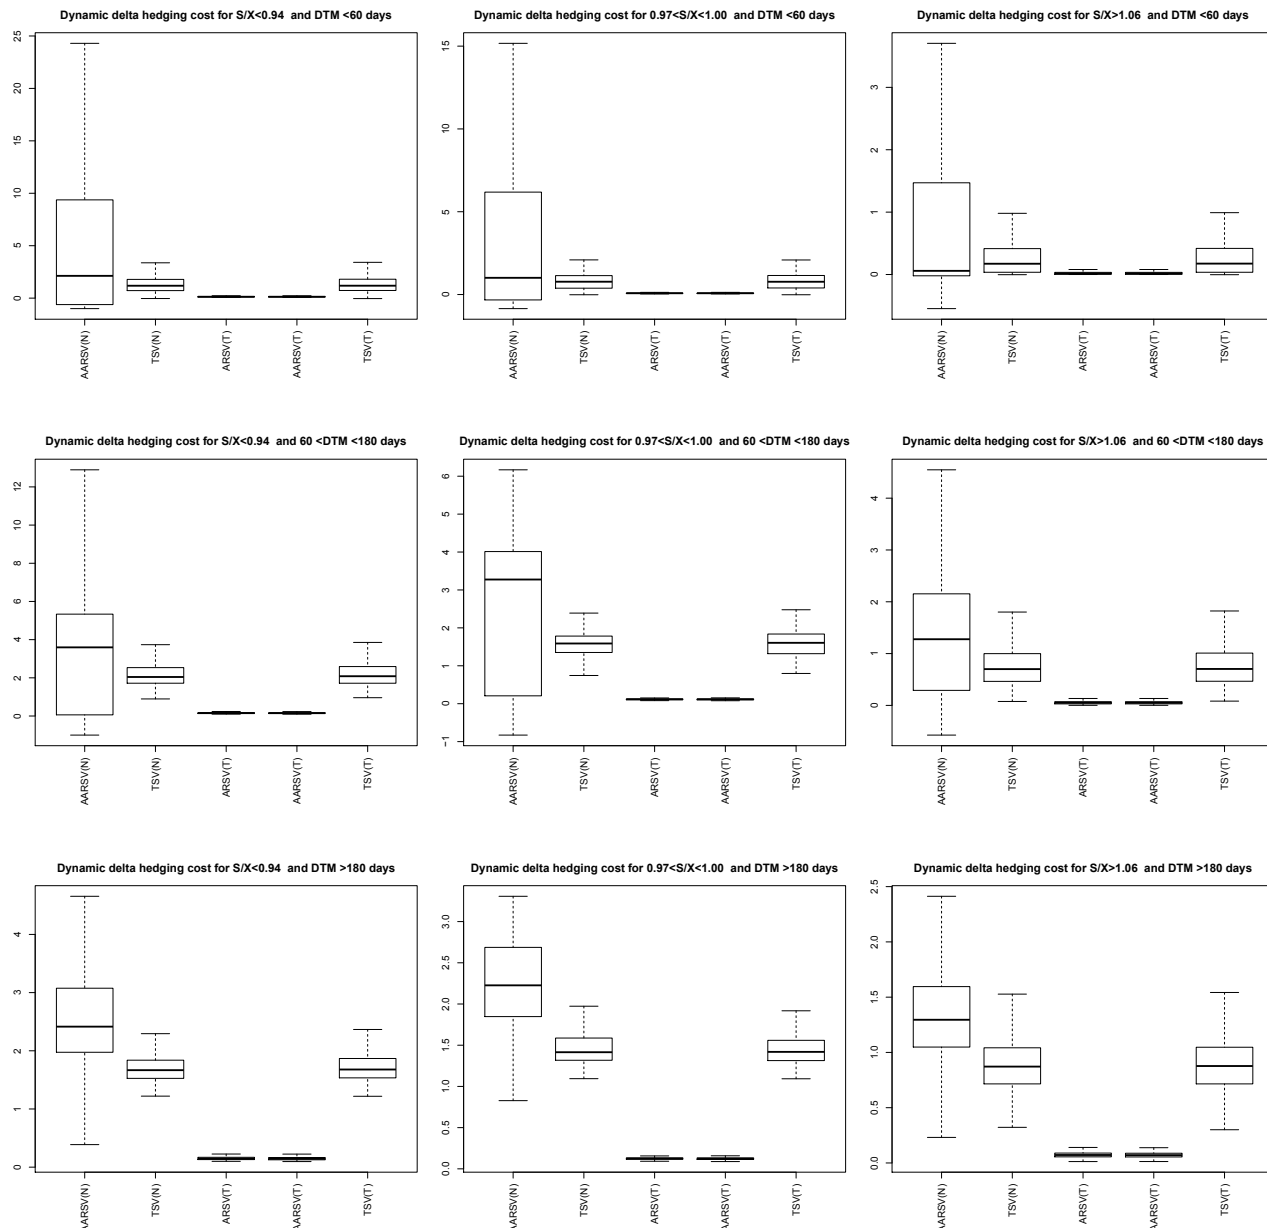 Dynamic delta hedging cost for S/X<0.94 and DTM <60 days
25
20
15
10
5
0
AARSV(N)
TSV(N)
ARSV(T)
AARSV(T)
TSV(T)
Dynamic delta hedging cost for 0.97<S/X<1.00 and DTM <60 days
15
10
5
0
AARSV(N)
TSV(N)
ARSV(T)
AARSV(T)
TSV(T)
Dynamic delta hedging cost for S/X>1.06 and DTM <60 days
3
2
1
0
AARSV(N)
TSV(N)
ARSV(T)
AARSV(T)
TSV(T)
Dynamic delta hedging cost for S/X<0.94 and 60 <DTM <180 days
12
10
8
6
4
2
0
AARSV(N)
TSV(N)
ARSV(T)
AARSV(T)
TSV(T)
Dynamic delta hedging cost for 0.97<S/X<1.00 and 60 <DTM <180 days
6
5
4
3
2
1
0
−1
AARSV(N)
TSV(N)
ARSV(T)
AARSV(T)
TSV(T)
Dynamic delta hedging cost for S/X>1.06 and 60 <DTM <180 days
4
3
2
1
0
AARSV(N)
TSV(N)
ARSV(T)
AARSV(T)
TSV(T)
Dynamic delta hedging cost for S/X<0.94 and DTM >180 days
4
3
2
1
0
AARSV(N)
TSV(N)
ARSV(T)
AARSV(T)
TSV(T)
Dynamic delta hedging cost for 0.97<S/X<1.00 and DTM >180 days
3.0
2.5
2.0
1.5
1.0
0.5
0.0
AARSV(N)
TSV(N)
ARSV(T)
AARSV(T)
TSV(T)
Dynamic delta hedging cost for S/X>1.06 and DTM >180 days
2.5
2.0
1.5
1.0
0.5
0.0
AARSV(N)
TSV(N)
ARSV(T)
AARSV(T)
TSV(T)